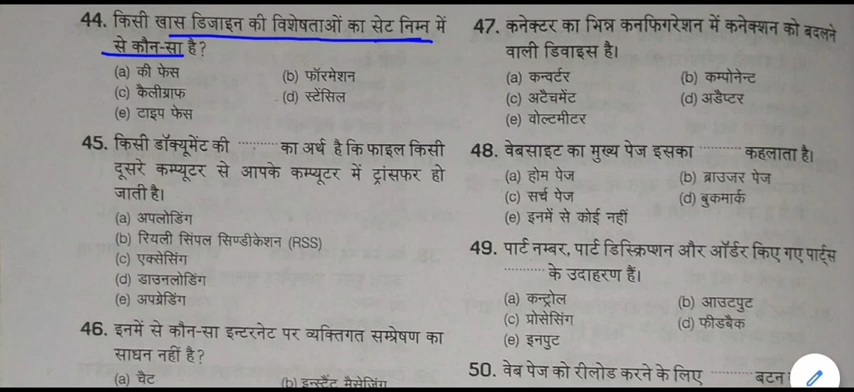 44. किसी खास डिजाइन की विशेषताओं का सेट निम्न में
से कौन-सा है?
(a) की फेस (b) फॉरमेशन
(c) कैलीग्राफ (d) स्टेंसिल
(e) टाइप फेस
45. किसी डॉक्यूमेंट की ......... का अर्थ है कि फाइल किसी
दूसरे कम्प्यूटर से आपके कम्प्यूटर में ट्रांसफर हो
जाती है।
(a) अपलोडिंग
(b) रियली सिंपल सिण्डीकेशन (RSS)
(c) एक्सेसिंग
(d) डाउनलोडिंग
(e) अपग्रेडिंग
46. इनमें से कौन-सा इन्टरनेट पर व्यक्तिगत सम्प्रेषण का
साधन नहीं है?
(a) चैट (b) इन्स्टैंट मैसेजिंग
47. कनेक्टर का भिन्न कनफिगरेशन में कनेक्शन को बदलने
वाली डिवाइस है।
(a) कन्वर्टर (b) कम्पोनेन्ट
(c) अटैचमेंट (d) अडैप्टर
(e) वोल्टमीटर
48. वेबसाइट का मुख्य पेज इसका ......... कहलाता है।
(a) होम पेज (b) ब्राउजर पेज
(c) सर्च पेज (d) बुकमार्क
(e) इनमें से कोई नहीं
49. पार्ट नम्बर, पार्ट डिस्क्रिप्शन और ऑर्डर किए गए पार्ट्स
......... के उदाहरण हैं।
(a) कन्ट्रोल (b) आउटपुट
(c) प्रोसेसिंग (d) फीडबैक
(e) इनपुट
50. वेब पेज को रीलोड करने के लिए ......... बटन